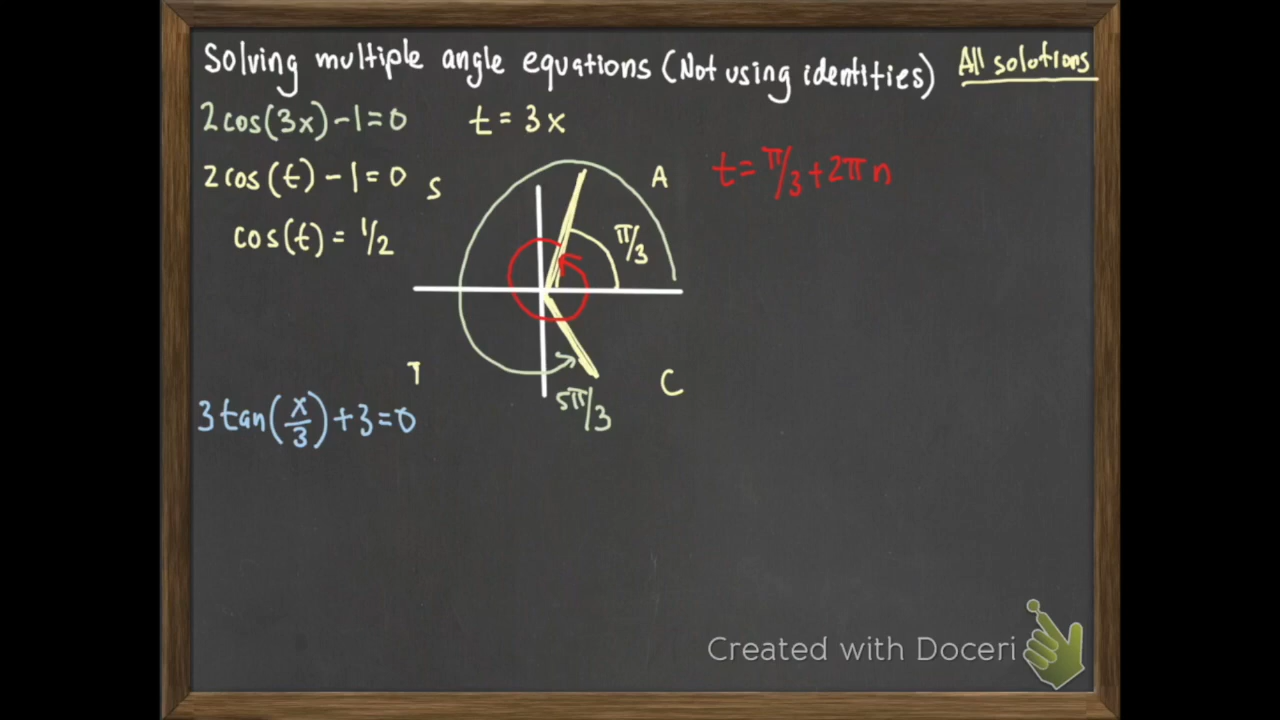 Solving multiple angle equations (Not using identities) All solutions
2cos(3x)-1=0 t = 3x
2cos(t)-1=0
cos(t) = 1/2
S
A
π/3
t = π/3 + 2π n
T
C
5π/3
3tan(x/3)+3=0
Created with Doceri